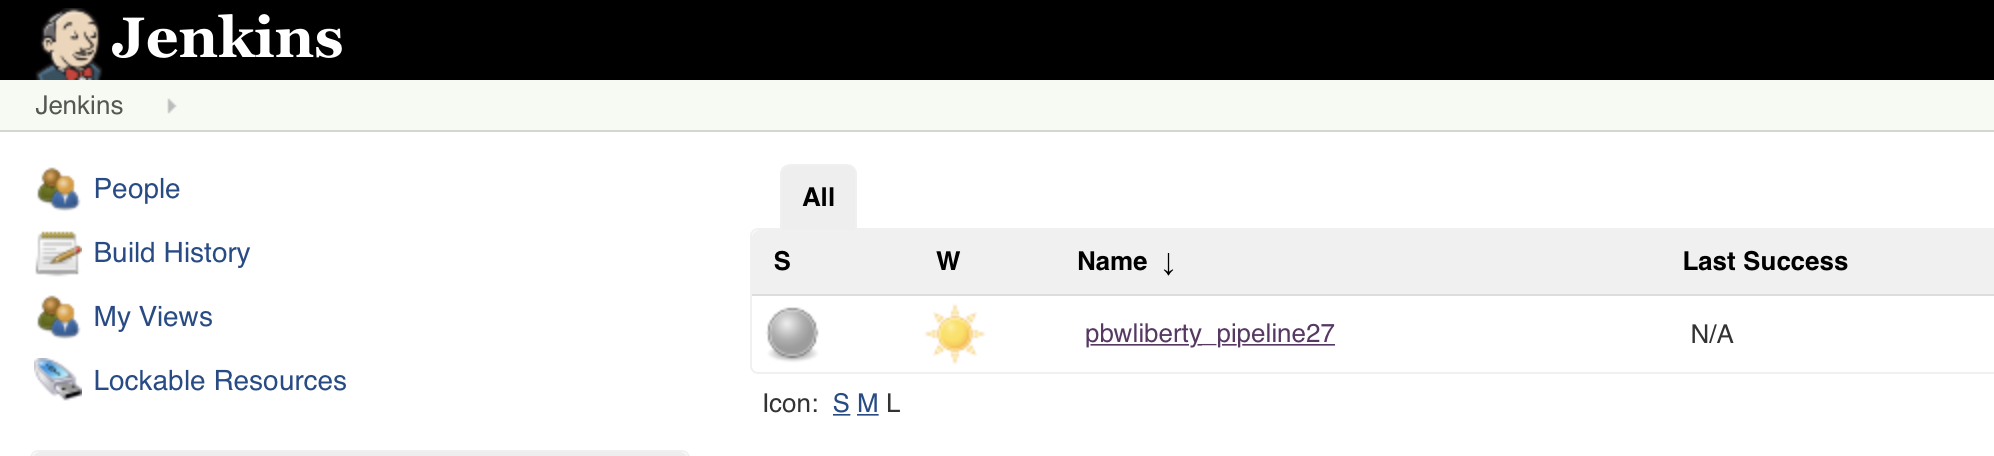 Jenkins
Jenkins
People
Build History
My Views
Lockable Resources
All
S W Name ↓ Last Success
pbwliberty_pipeline27 N/A
Icon: S M L